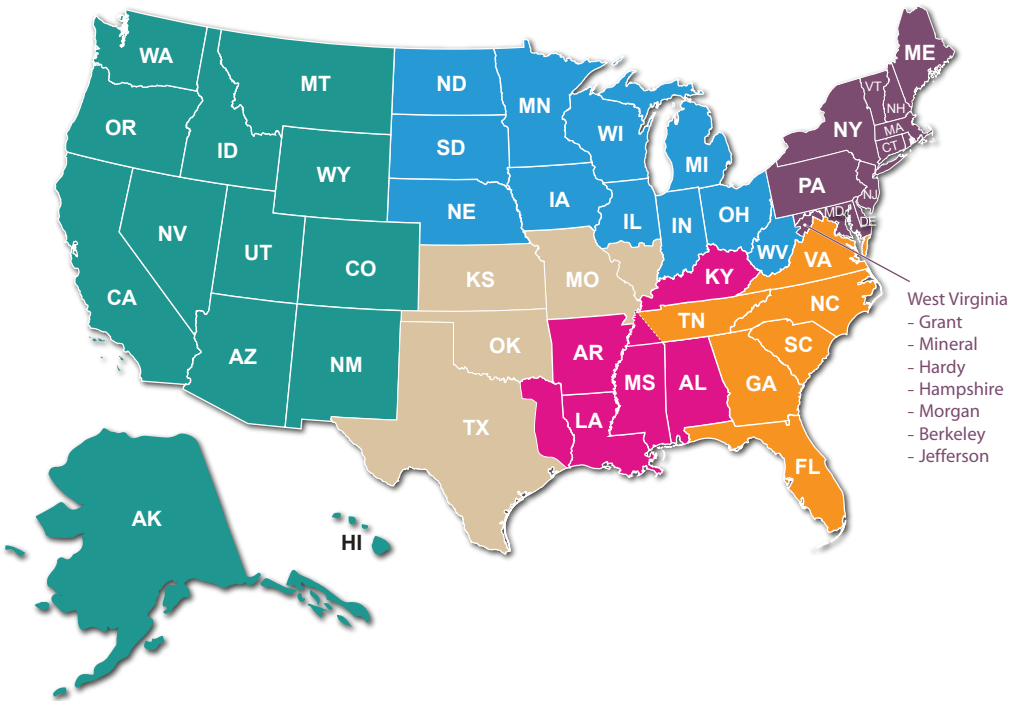 WA
MT
ND
MN
ME
VT
NH
OR
ID
SD
WI
NY
MA
CT
WY
MI
PA
NJ
NE
IA
IL
IN
OH
MD
DE
NV
UT
CO
WV
VA
CA
KS
MO
KY
NC
TN
AZ
NM
OK
AR
SC
MS
AL
GA
TX
LA
FL
AK
HI
West Virginia
- Grant
- Mineral
- Hardy
- Hampshire
- Morgan
- Berkeley
- Jefferson